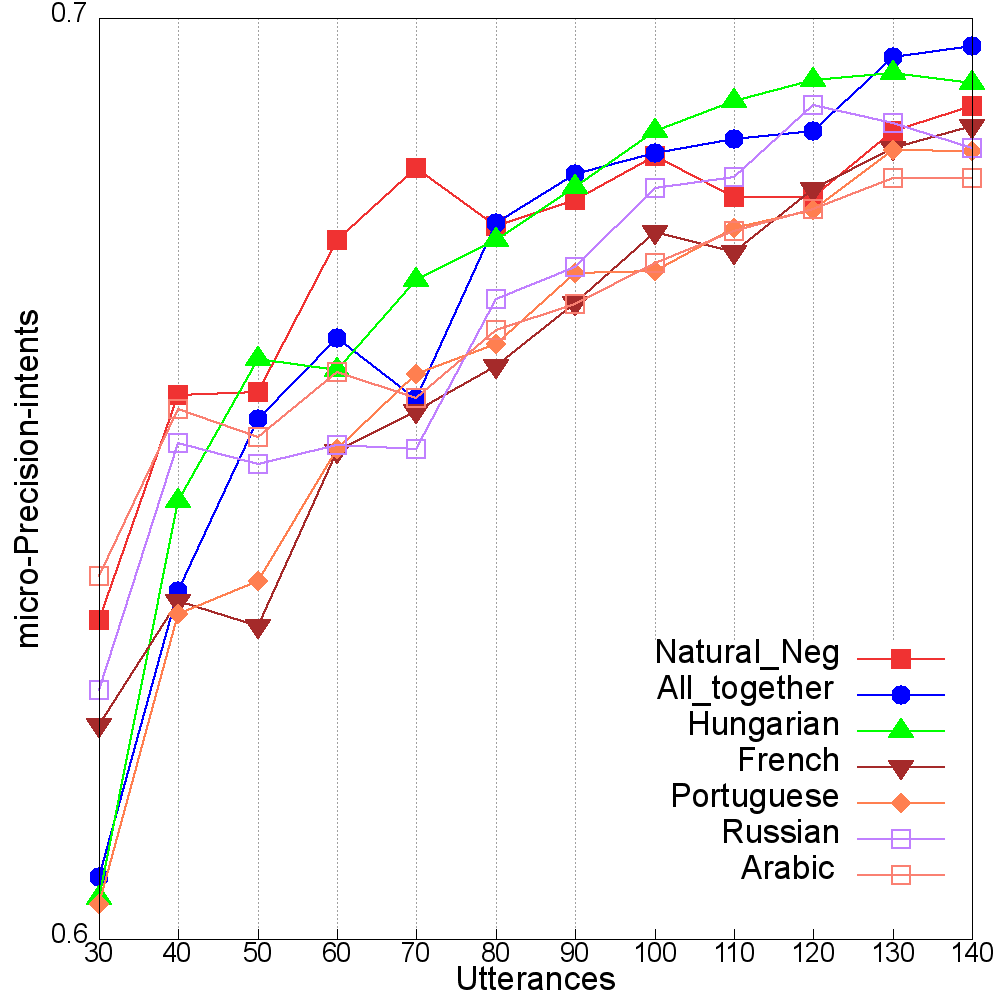 0.7
micro-Precision-intents
Natural_Neg
All_together
Hungarian
French
Portuguese
Russian
Arabic
0.6
30 40 50 60 70 80 90 100 110 120 130 140
Utterances